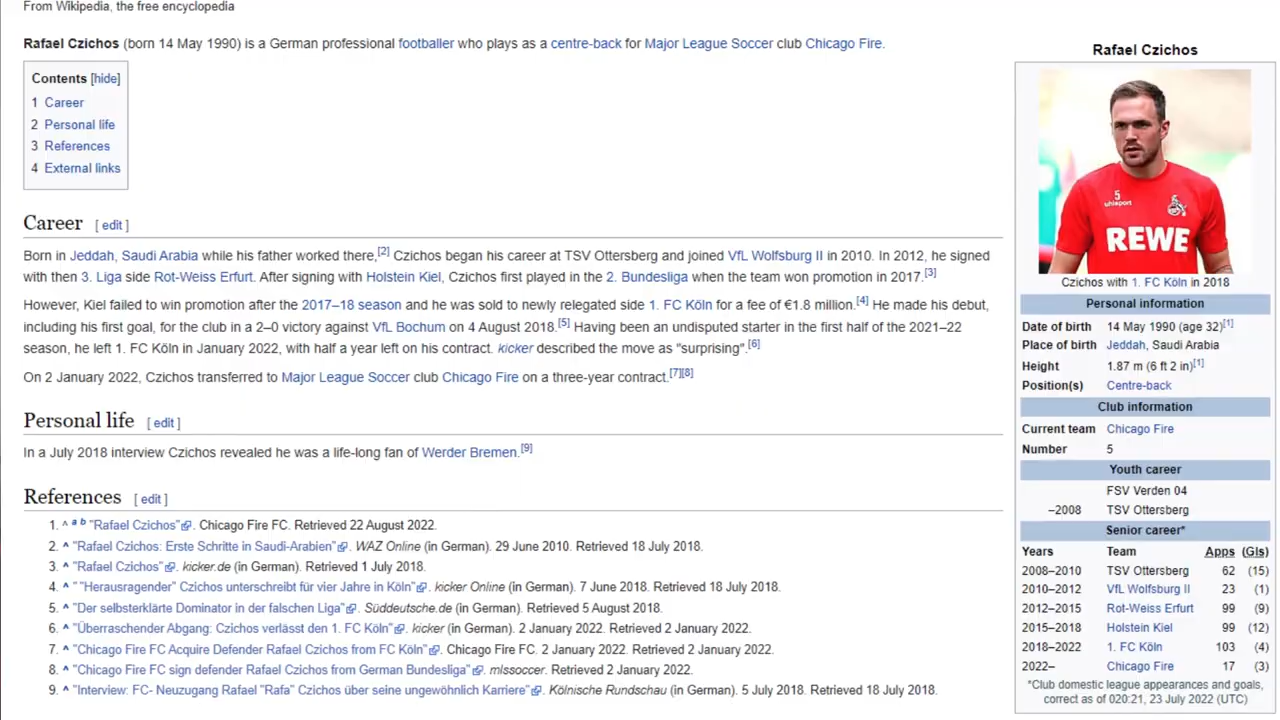 From Wikipedia, the free encyclopedia
Rafael Czichos (born 14 May 1990) is a German professional footballer who plays as a centre-back for Major League Soccer club Chicago Fire.
Contents [hide]
1 Career
2 Personal life
3 References
4 External links
Career [ edit ]
Born in Jeddah, Saudi Arabia while his father worked there,[2] Czichos began his career at TSV Ottersberg and joined VfL Wolfsburg II in 2010. In 2012, he signed
with then 3. Liga side Rot-Weiss Erfurt. After signing with Holstein Kiel, Czichos fist played in the 2. Bundesliga when the team won promotion in 2017.[3]
However, Kiel failed to win promotion after the 2017–18 season and he was sold to newly relegated side 1. FC Köln for a fee of €1.8 million.[4] He made his debut,
including his first goal, for the club in a 2–0 victory against VfL Bochum on 4 August 2018.[5] Having been an undisputed starter in the first half of the 2021–22
season, he left 1. FC Köln in January 2022, with half a year left on his contract. kicker described the move as "surprising".[6]
On 2 January 2022, Czichos transferred to Major League Soccer club Chicago Fire on a three-year contract.[7][8]
Personal life [ edit ]
In a July 2018 interview Czichos revealed he was a life-long fan of Werder Bremen.[9]
References [ edit ]
1. ^ a b "Rafael Czichos". Chicago Fire FC. Retrieved 22 August 2022.
2. ^ "Rafael Czichos: Erste Schritte in Saudi-Arabien". WAZ Online (in German). 29 June 2010. Retrieved 18 July 2018.
3. ^ "Rafael Czichos". kicker.de (in German). Retrieved 1 July 2018.
4. ^ " "Herausragender" Czichos unterschreibt für vier Jahre in Köln". kicker Online (in German). 7 June 2018. Retrieved 18 July 2018.
5. ^ "Der selbsterklärte Dominator in der falschen Liga". Süddeutsche.de (in German). Retrieved 5 August 2018.
6. ^ "Überraschender Abgang: Czichos verlässt den 1. FC Köln". kicker (in German). 2 January 2022. Retrieved 2 January 2022.
7. ^ "Chicago Fire FC Acquire Defender Rafael Czichos from FC Köln". Chicago Fire FC. 2 January 2022. Retrieved 2 January 2022.
8. ^ "Chicago Fire FC sign defender Rafael Czichos from German Bundesliga". mlssoccer. Retrieved 2 January 2022.
9. ^ "Interview: FC- Neuzugang Rafael "Rafa" Czichos über seine ungewöhnlich Karriere". Kölnische Rundschau (in German). 5 July 2018. Retrieved 18 July 2018.
Rafael Czichos
5
uhlsport
REWE
Czichos with 1. FC Köln in 2018
Personal information
Date of birth 14 May 1990 (age 32)[1]
Place of birth Jeddah, Saudi Arabia
Height 1.87 m (6 ft 2 in)[1]
Position(s) Centre-back
Club information
Current team Chicago Fire
Number 5
Youth career
FSV Verden 04
–2008 TSV Ottersberg
Senior career*
Years Team Apps (Gls)
2008–2010 TSV Ottersberg 62 (15)
2010–2012 VfL Wolfsburg II 23 (1)
2012–2015 Rot-Weiss Erfurt 99 (9)
2015–2018 Holstein Kiel 99 (12)
2018–2022 1. FC Köln 103 (4)
2022– Chicago Fire 17 (3)
*Club domestic league appearances and goals,
correct as of 020:21, 23 July 2022 (UTC)